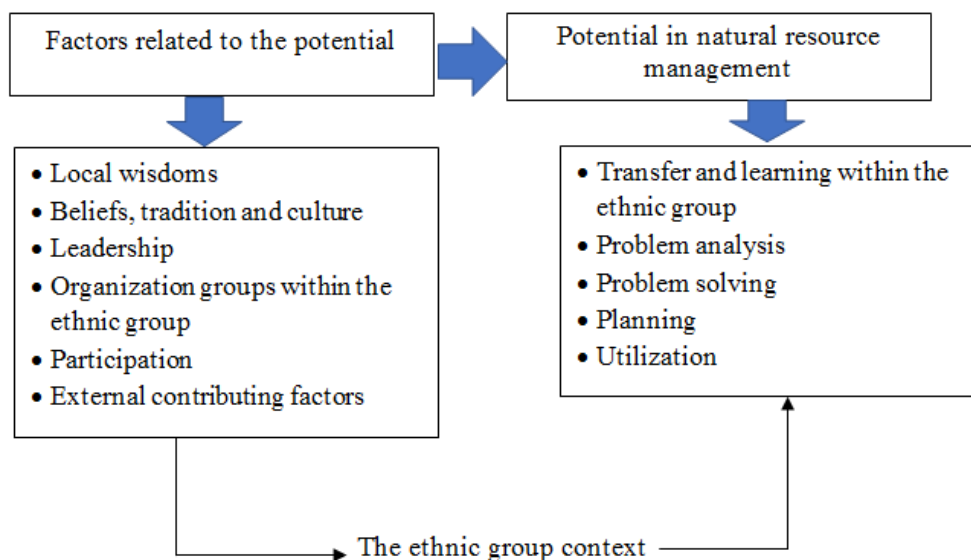 Factors related to the potential
Potential in natural resource
management
• Local wisdoms
• Beliefs, tradition and culture
• Leadership
• Organization groups within the
ethnic group
• Participation
• External contributing factors
• Transfer and learning within the
ethnic group
• Problem analysis
• Problem solving
• Planning
• Utilization
The ethnic group context